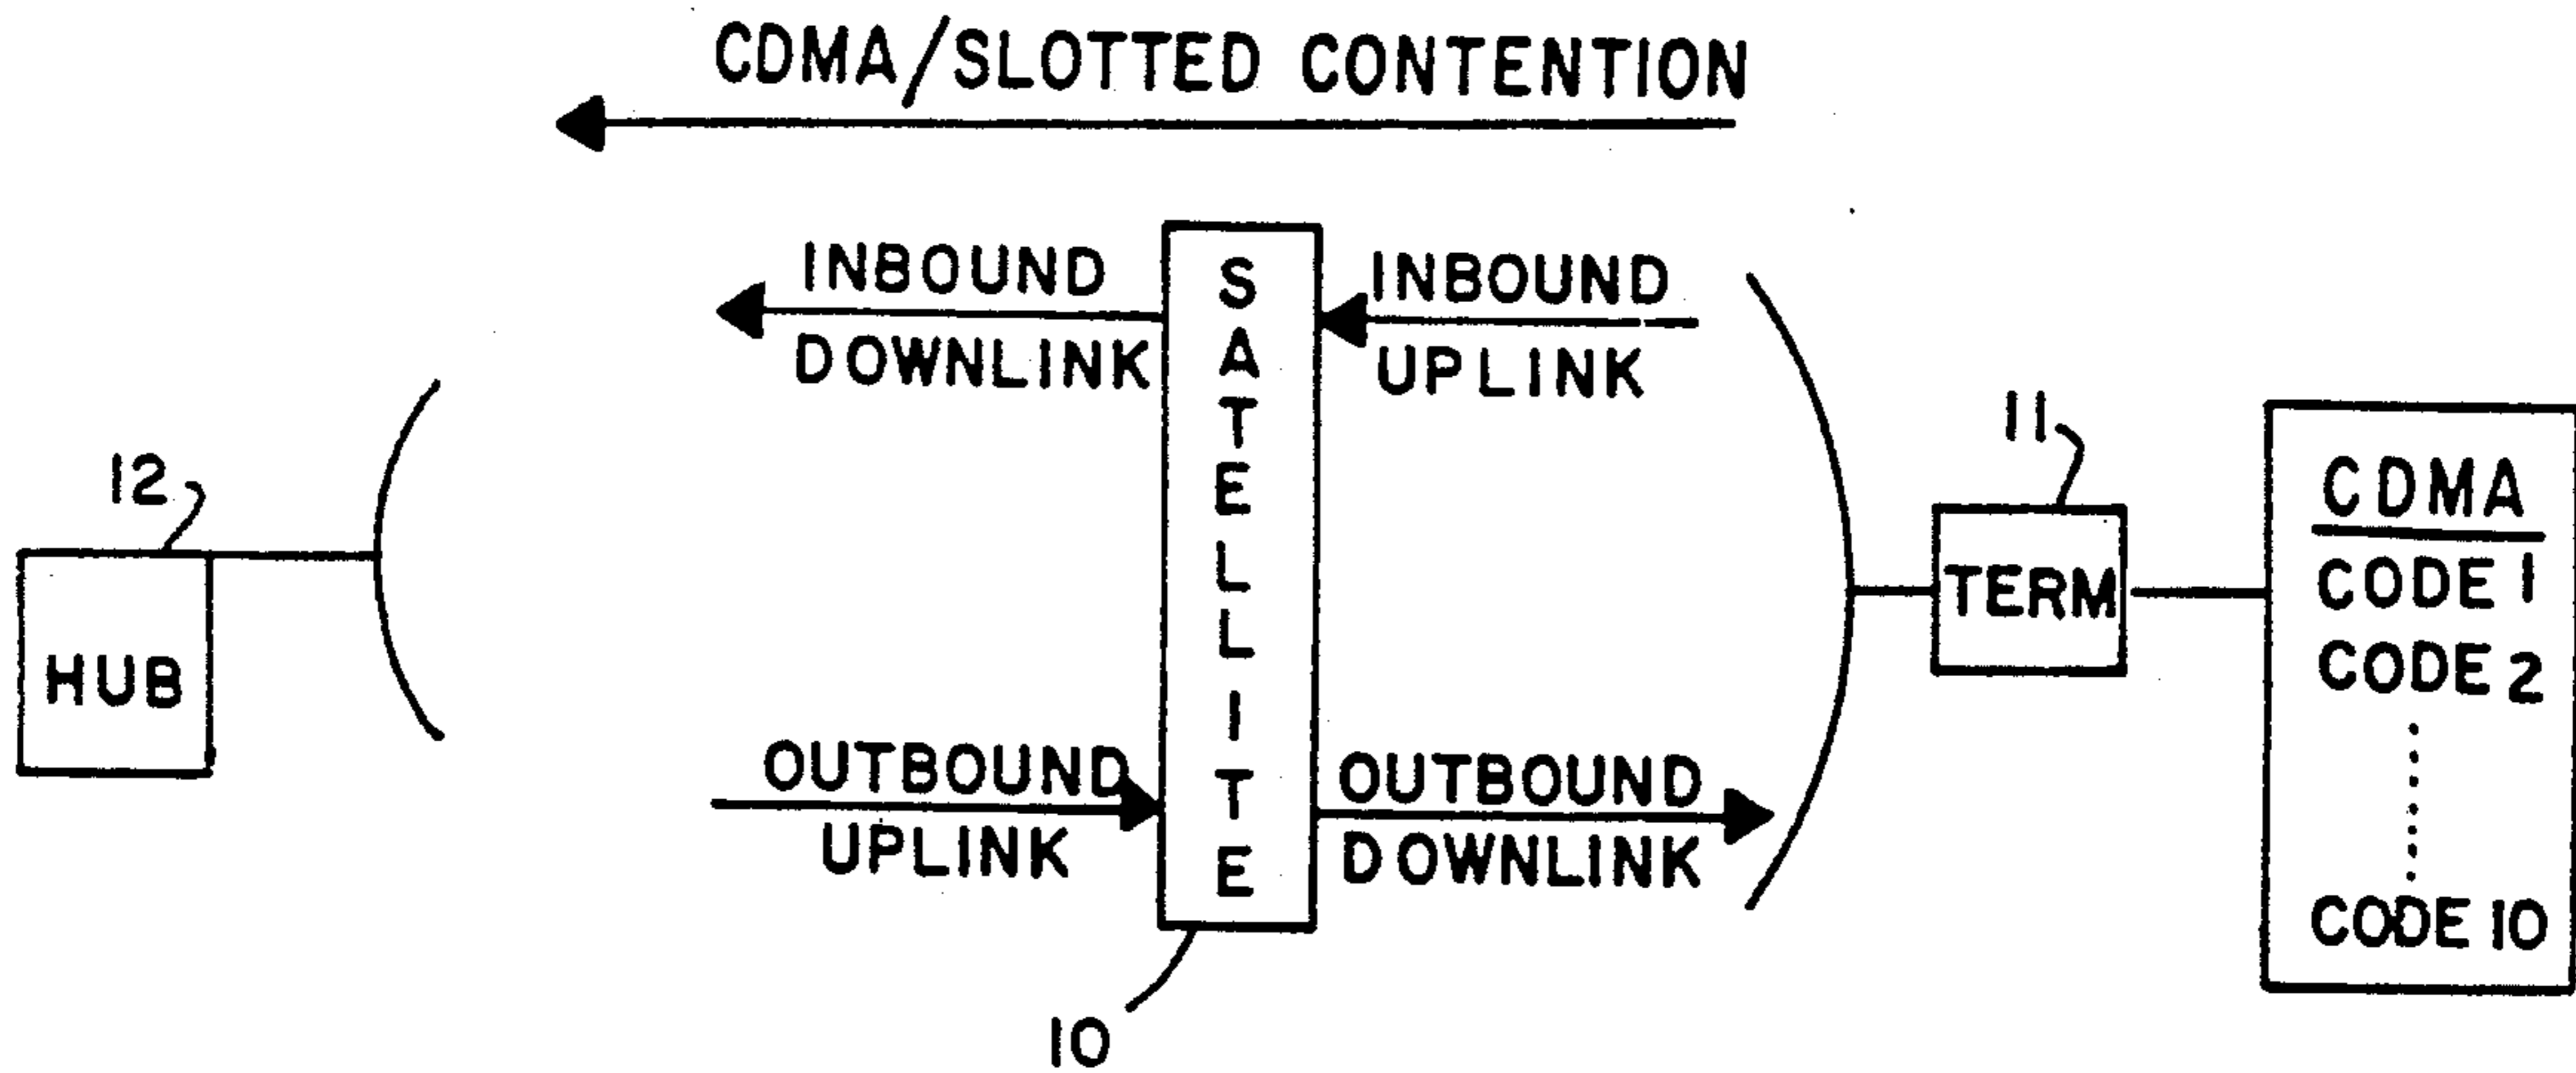 CDMA/SLOTTED CONTENTION
INBOUND
DOWNLINK
SATELLITE
INBOUND
UPLINK
12
HUB
11
TERM
CDMA
CODE 1
CODE 2
CODE 10
OUTBOUND
UPLINK
OUTBOUND
DOWNLINK
10